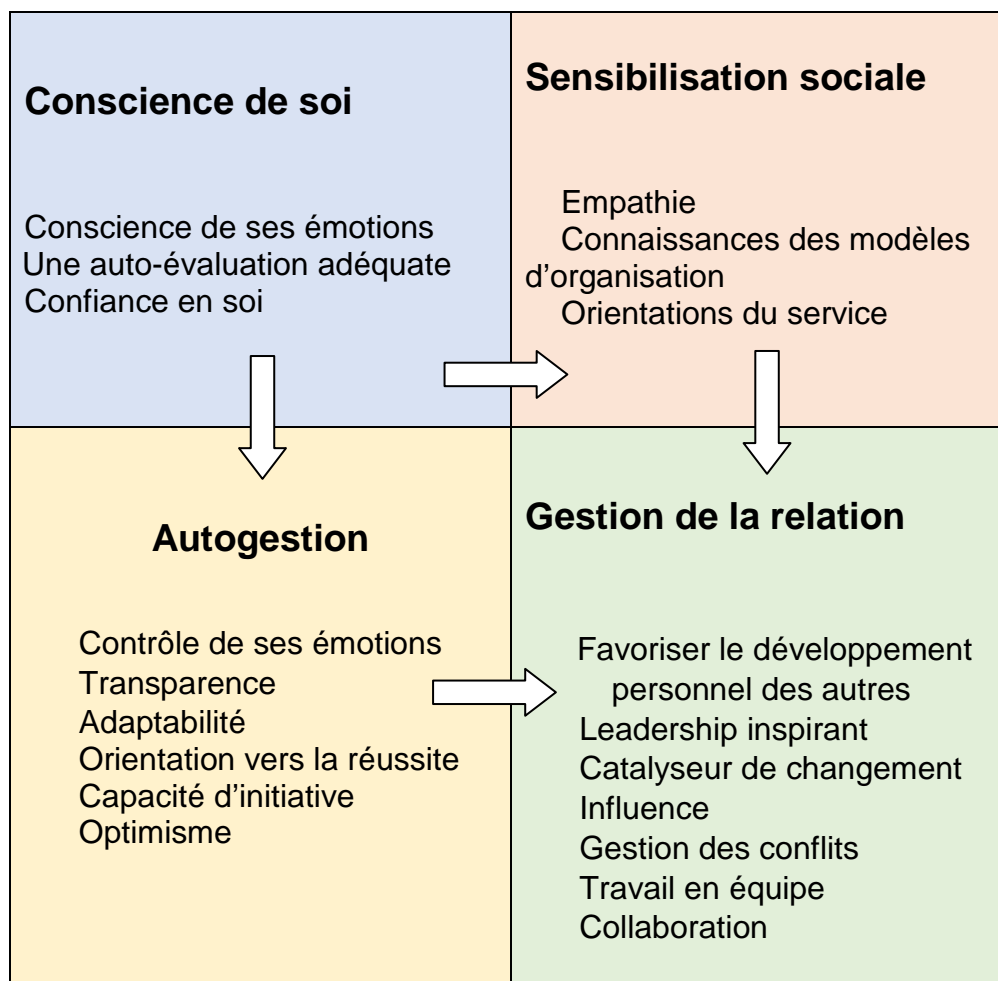 Conscience de soi
Conscience de ses émotions
Une auto-évaluation adéquate
Confiance en soi
Sensibilisation sociale
Empathie
Connaissances des modèles
d'organisation
Orientations du service
Autogestion
Contrôle de ses émotions
Transparence
Adaptabilité
Orientation vers la réussite
Capacité d'initiative
Optimisme
Gestion de la relation
Favoriser le développement
personnel des autres
Leadership inspirant
Catalyseur de changement
Influence
Gestion des conflits
Travail en équipe
Collaboration